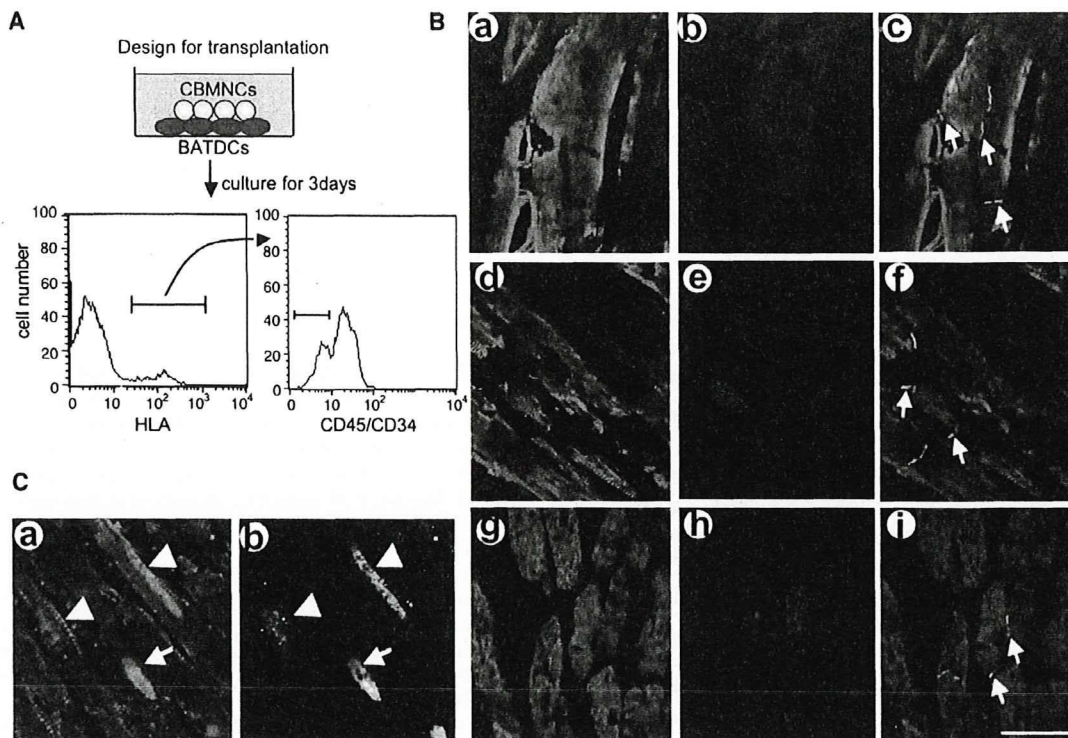 A
Design for transplantation
CBMNCs
BATDCs
culture for 3days
cell number
100
80
60
40
20
0
0 10 10² 10³ 10⁴
HLA
100
80
60
40
20
0
0 10 10² 10⁴
CD45/CD34
B
a b c
d e f
g h i
C
a b